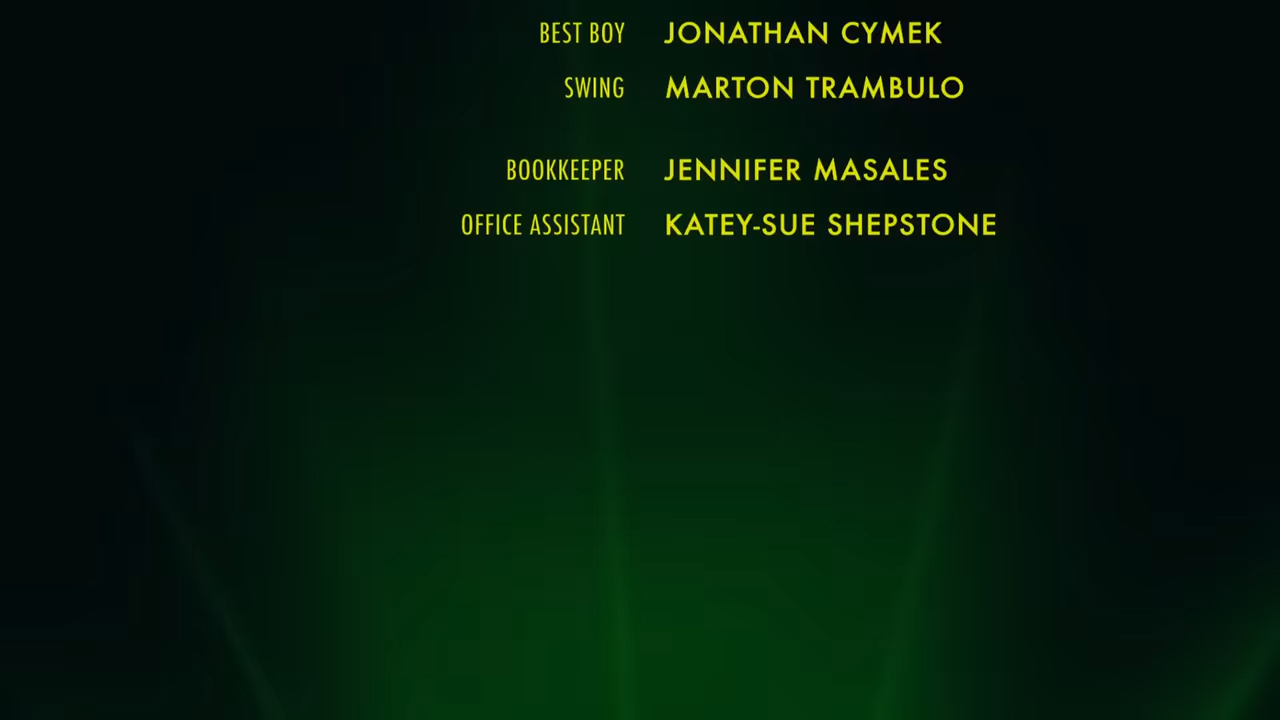 BEST BOY JONATHAN CYMEK
SWING MARTON TRAMBULO
BOOKKEEPER JENNIFER MASALES
OFFICE ASSISTANT KATEY-SUE SHEPSTONE